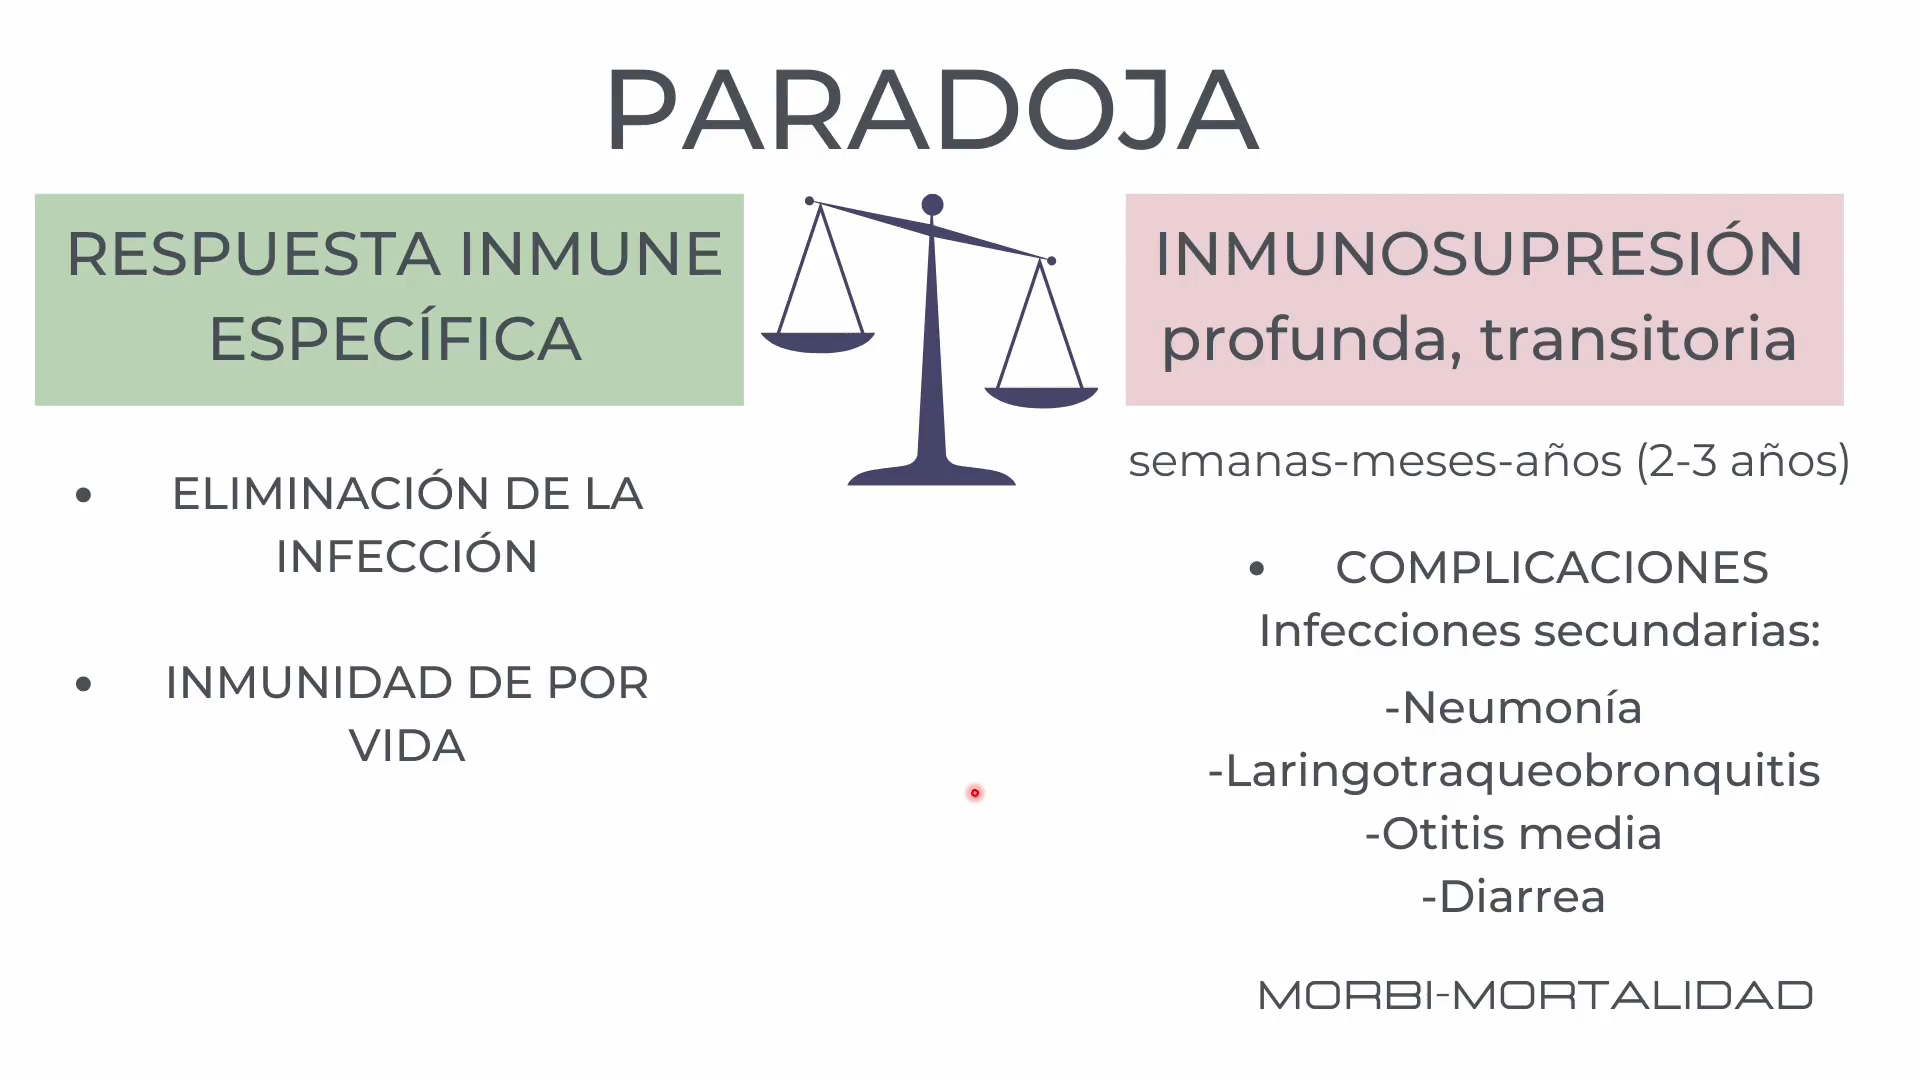 PARADOJA
RESPUESTA INMUNE
ESPECÍFICA
• ELIMINACIÓN DE LA
INFECCIÓN
• INMUNIDAD DE POR
VIDA
INMUNOSUPRESIÓN
profunda, transitoria
semanas-meses-años (2-3 años)
• COMPLICACIONES
Infecciones secundarias:
-Neumonía
-Laringotraqueobronquitis
-Otitis media
-Diarrea
MORBI-MORTALIDAD